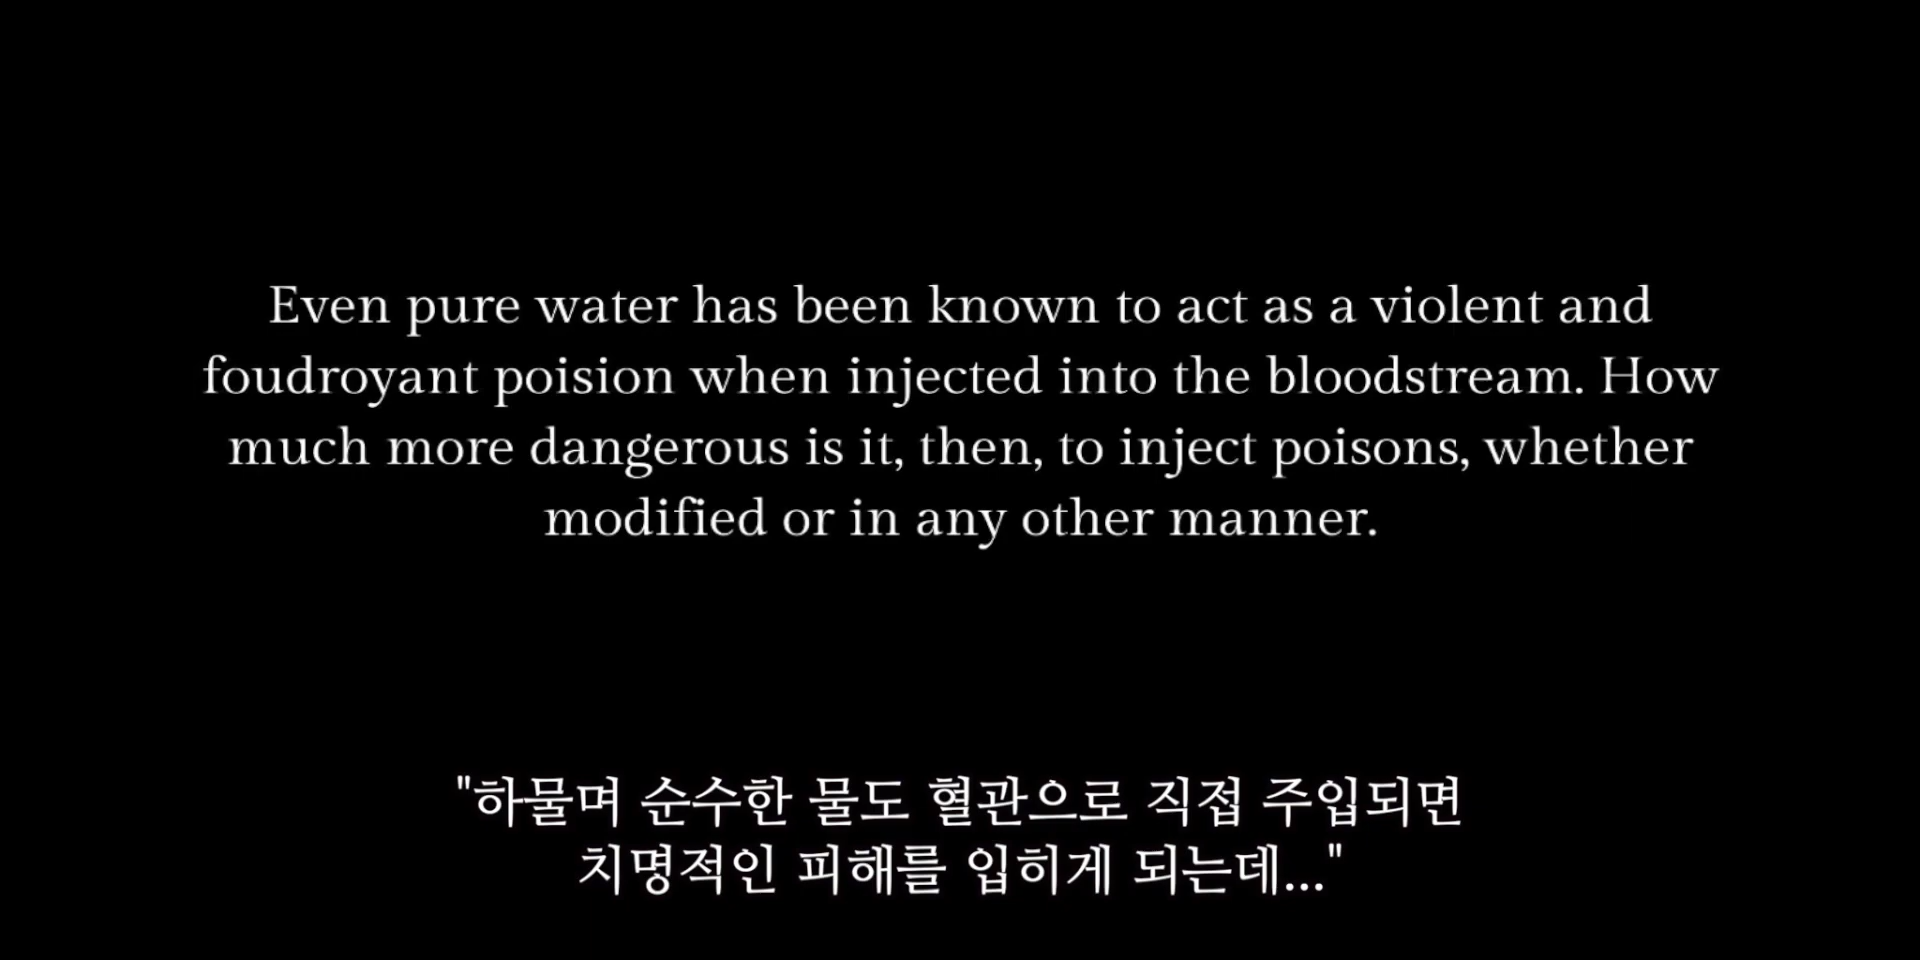 Even pure water has been known to act as a violent and
foudroyant poision when injected into the bloodstream. How
much more dangerous is it, then, to inject poisons, whether
modified or in any other manner.
"하물며 순수한 물도 혈관으로 직접 주입되면
치명적인 피해를 입히게 되는데..."